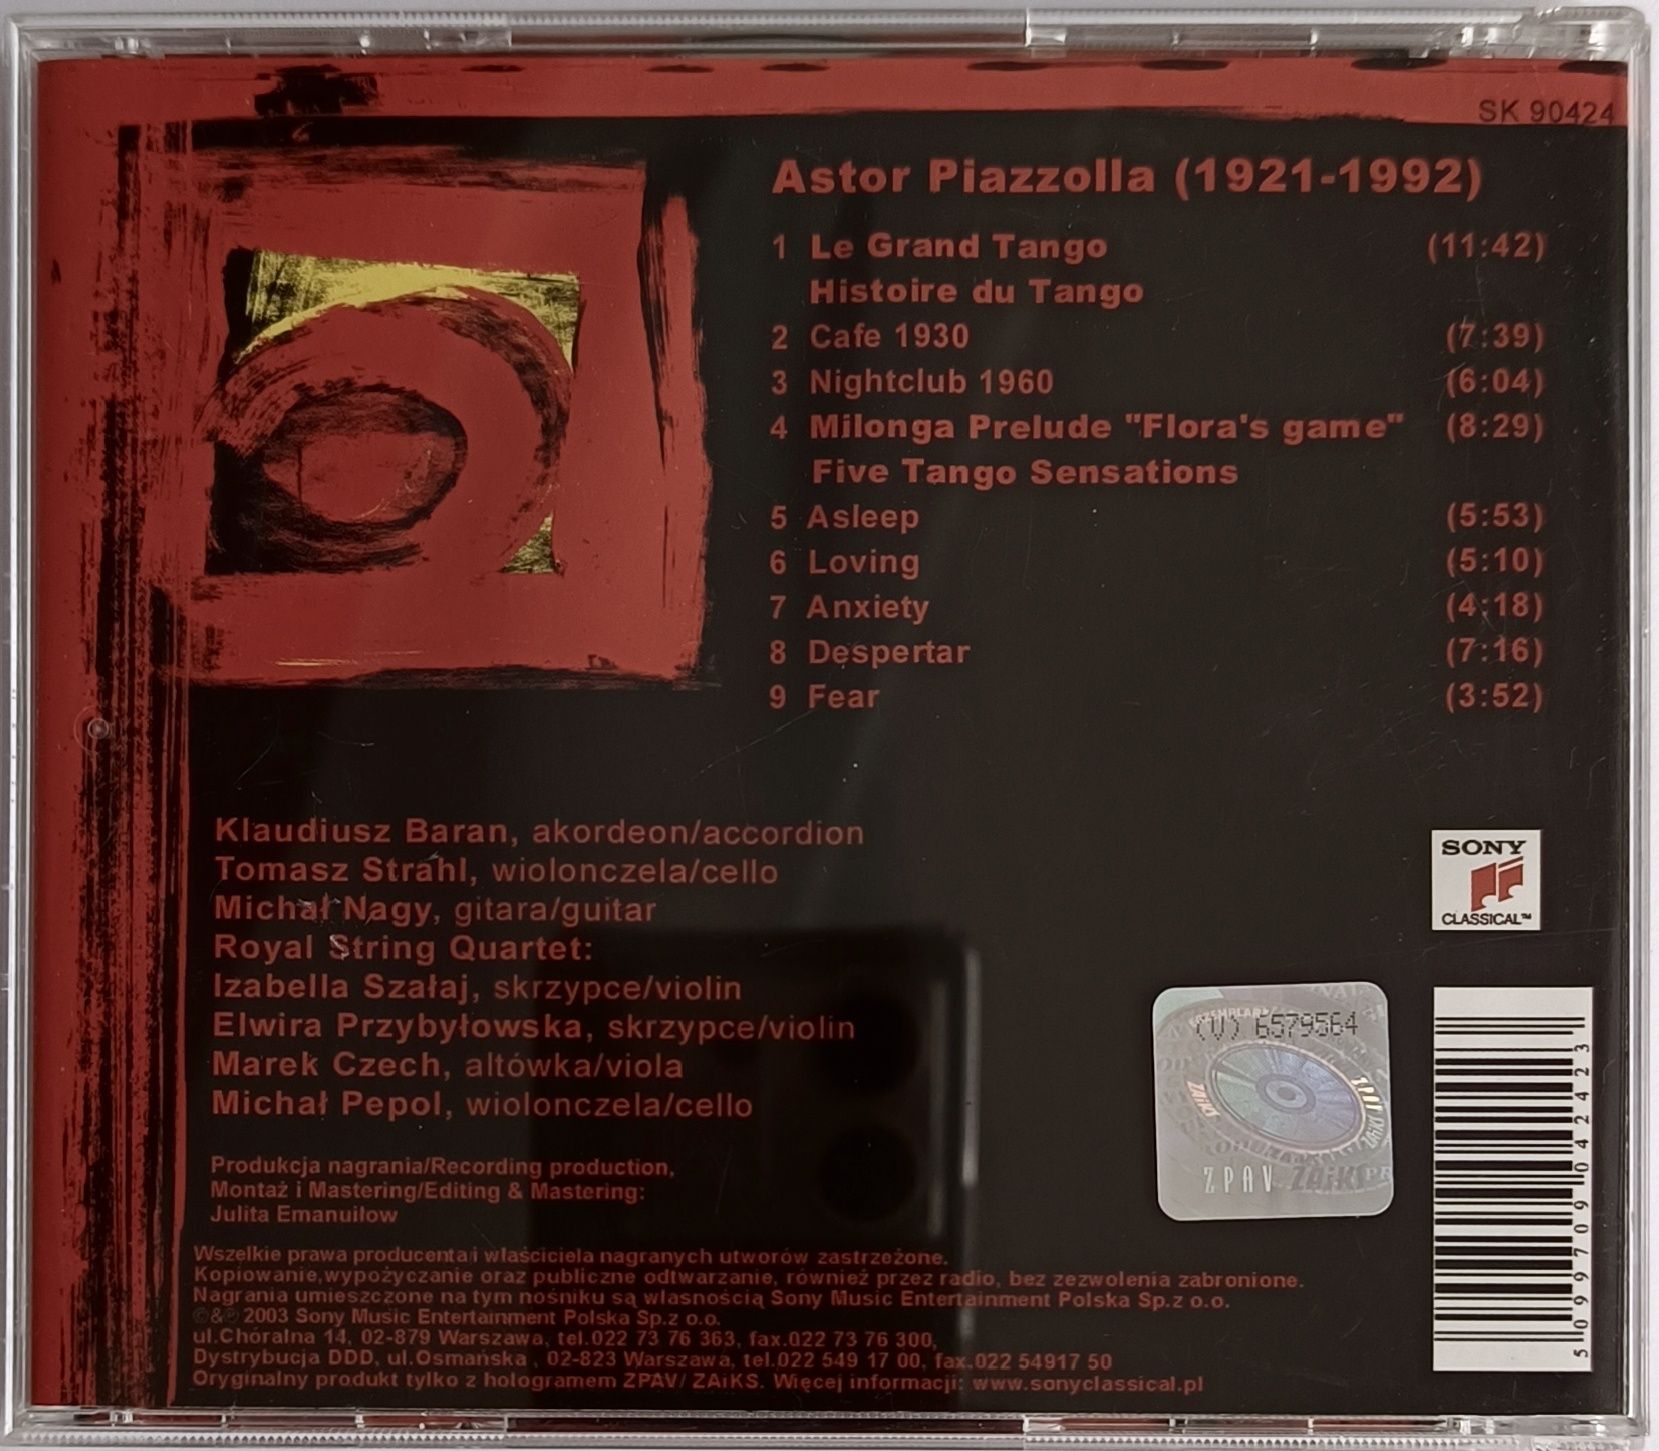 SK 90424
Astor Piazzolla (1921-1992)
1 Le Grand Tango (11:42)
Histoire du Tango
2 Cafe 1930 (7:39)
3 Nightclub 1960 (6:04)
4 Milonga Prelude "Flora's game" (8:29)
Five Tango Sensations
5 Asleep (5:53)
6 Loving (5:10)
7 Anxiety (4:18)
8 Despertar (7:16)
9 Fear (3:52)
Klaudiusz Baran, akordeon/accordion
Tomasz Strahl, wiolonczela/cello
Michał Nagy, gitara/guitar
Royal String Quartet:
Izabella Szałaj, skrzypce/violin
Elwira Przybyłowska, skrzypce/violin
Marek Czech, altówka/viola
Michał Pepol, wiolonczela/cello
Produkcja nagrania/Recording production,
Montaż i Mastering/Editing & Mastering:
Julita Emanuiłow
Wszelkie prawa producenta i właściciela nagranych utworów zastrzeżone.
Kopiowanie,wypożyczanie oraz publiczne odtwarzanie, również przez radio, bez zezwolenia zabronione.
Nagrania umieszczone na tym nośniku są własnością Sony Music Entertainment Polska Sp.z o.o.
©&℗ 2003 Sony Music Entertainment Polska Sp.z o.o.
ul.Chóralna 14, 02-879 Warszawa, tel.022 73 76 363, fax.022 73 76 300,
Dystrybucja DDD, ul.Osmańska , 02-823 Warszawa, tel.022 549 17 00, fax.022 54917 50
Oryginalny produkt tylko z hologramem ZPAV/ ZAiKS. Więcej informacji: www.sonyclassical.pl
SONY
CLASSICAL™
(V) 6579564
ZAiKS
ZPAV
ZAiKS
ZPAV ZAiKS
5099709042423